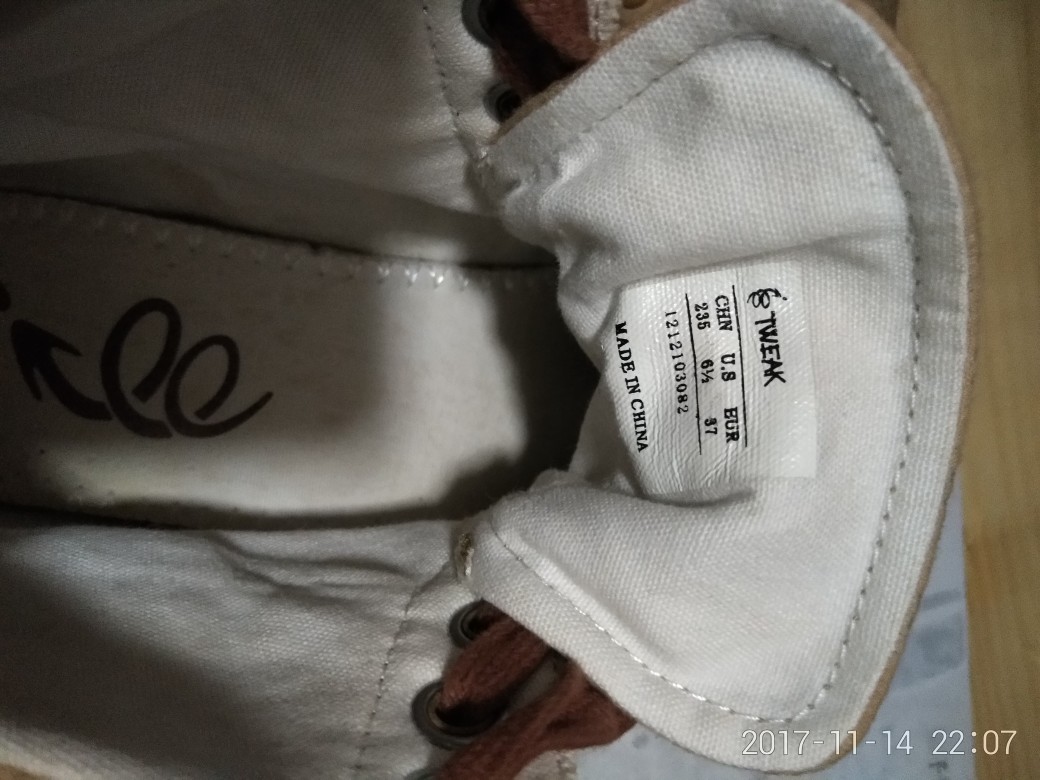 TWEAK
CHN U.S EUR
235 6½ 37
1212103082
MADE IN CHINA
2017-11-14 22:07